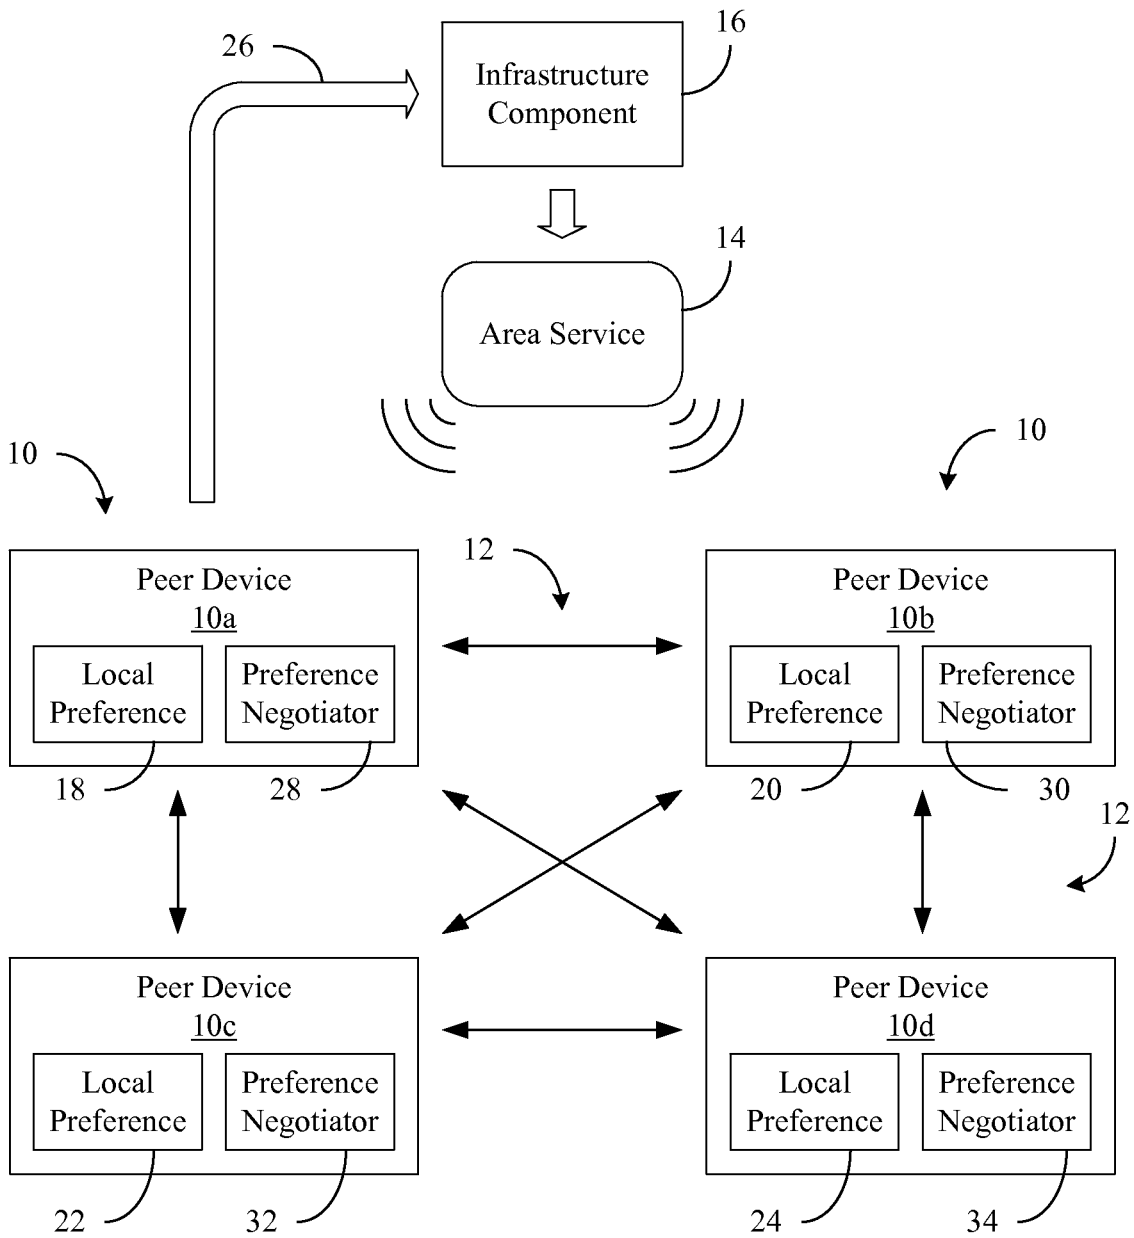 26
16
Infrastructure
Component
14
Area Service
10
10
12
Peer Device
10a
Local
Preference
Preference
Negotiator
18
28
Peer Device
10b
Local
Preference
Preference
Negotiator
20
30
12
Peer Device
10c
Local
Preference
Preference
Negotiator
22
32
Peer Device
10d
Local
Preference
Preference
Negotiator
24
34